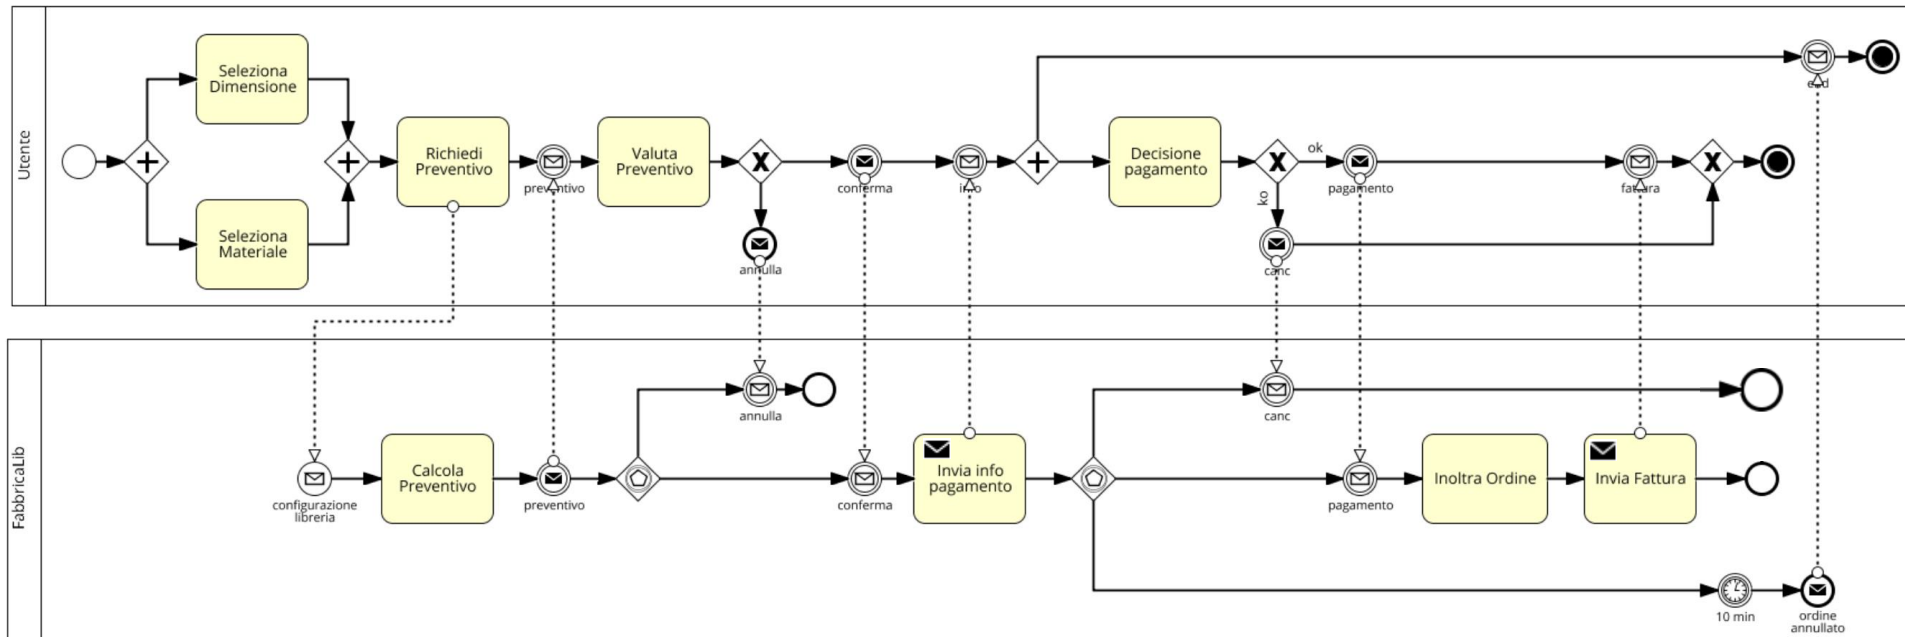 Utente
Seleziona
Dimensione
Seleziona
Materiale
Richiedi
Preventivo
preventivo
Valuta
Preventivo
annulla
conferma
info
Decisione
pagamento
ok
ko
canc
pagamento
fattura
end
FabbricaLib
configurazione
libreria
Calcola
Preventivo
preventivo
annulla
conferma
Invia info
pagamento
canc
pagamento
Inoltra Ordine
Invia Fattura
10 min
ordine
annullato